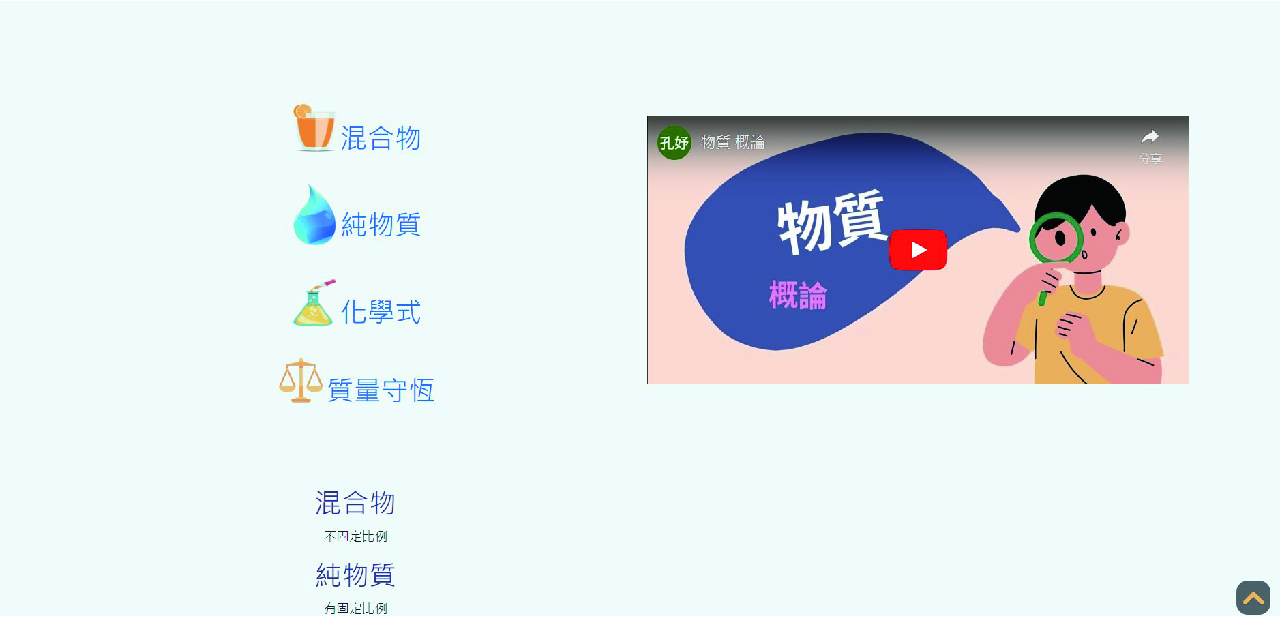 混合物
純物質
化學式
質量守恆
孔妤
物質 概論
分享
物質
概論
混合物
不固定比例
純物質
有固定比例